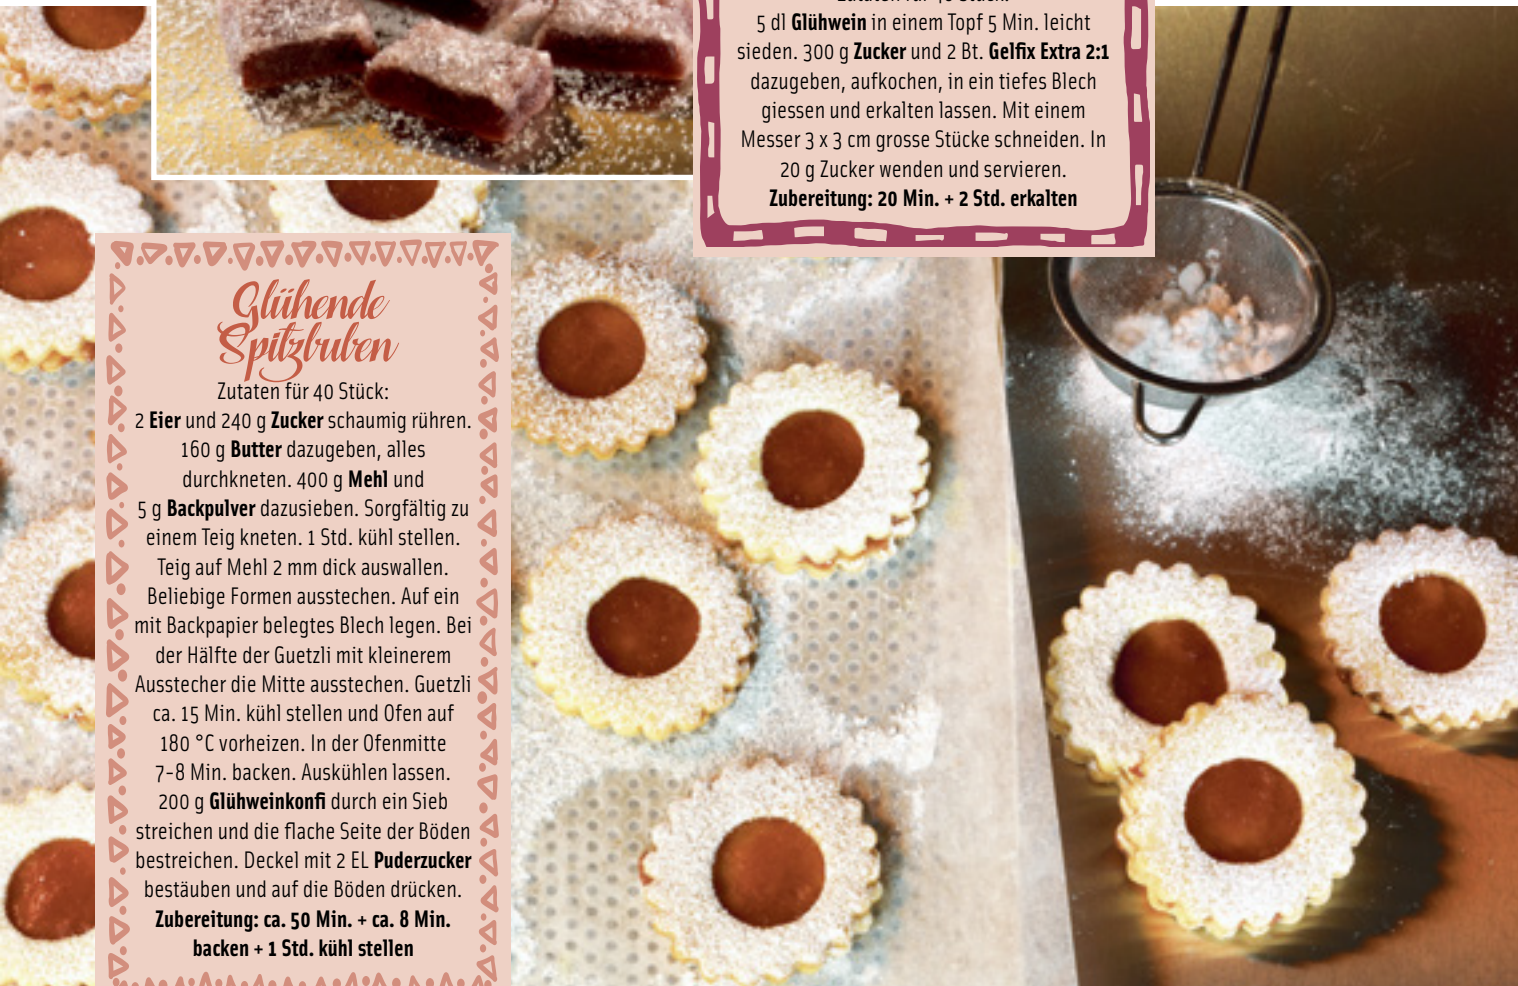 5 dl Glühwein in einem Topf 5 Min. leicht
sieden. 300 g Zucker und 2 Bt. Gelfix Extra 2:1
dazugeben, aufkochen, in ein tiefes Blech
giessen und erkalten lassen. Mit einem
Messer 3 x 3 cm grosse Stücke schneiden. In
20 g Zucker wenden und servieren.
Zubereitung: 20 Min. + 2 Std. erkalten
Glühende
Spitzbuben
Zutaten für 40 Stück:
2 Eier und 240 g Zucker schaumig rühren.
160 g Butter dazugeben, alles
durchkneten. 400 g Mehl und
5 g Backpulver dazusieben. Sorgfältig zu
einem Teig kneten. 1 Std. kühl stellen.
Teig auf Mehl 2 mm dick auswallen.
Beliebige Formen ausstechen. Auf ein
mit Backpapier belegtes Blech legen. Bei
der Hälfte der Guetzli mit kleinerem
Ausstecher die Mitte ausstechen. Guetzli
ca. 15 Min. kühl stellen und Ofen auf
180 °C vorheizen. In der Ofenmitte
7-8 Min. backen. Auskühlen lassen.
200 g Glühweinkonfi durch ein Sieb
streichen und die flache Seite der Böden
bestreichen. Deckel mit 2 EL Puderzucker
bestäuben und auf die Böden drücken.
Zubereitung: ca. 50 Min. + ca. 8 Min.
backen + 1 Std. kühl stellen